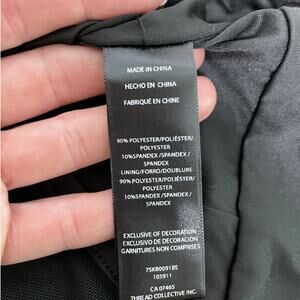 MADE IN CHINA
HECHO EN CHINA
FABRIQUÉ EN CHINE
90% POLYESTER/POLIÉSTER/
POLYESTER
10%SPANDEX/SPANDEX/
SPANDEX
LINING/FORRO/DOUBLURE:
90% POLYESTER/POLIÉSTER/
POLYESTER
10%SPANDEX/SPANDEX/
SPANDEX
EXCLUSIVE OF DECORATION
EXCLUSIVO DE DECORACIÓN
GARNITURES NON COMPRISES
7SKB00918S
105911
CA 07465
THREAD COLLECTIVE INC.